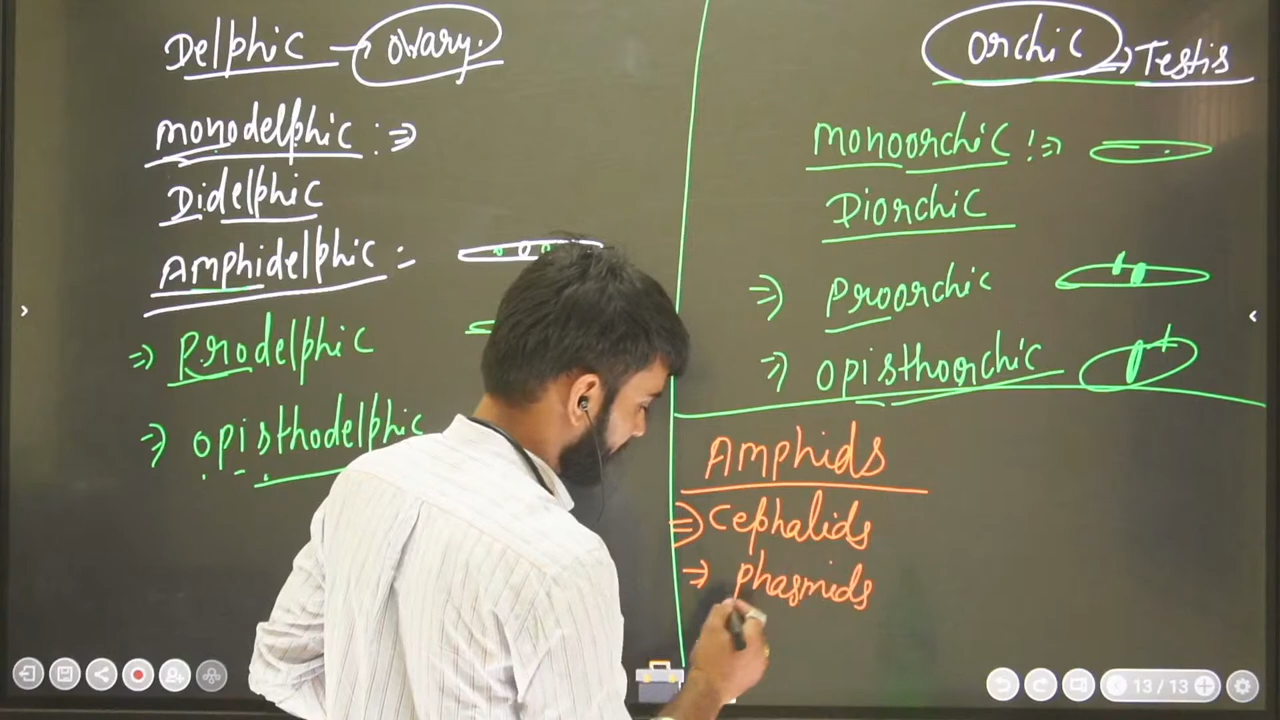 Delphic → Ovary.
monodelphic : ⇒
Didelphic
Amphidelphic =
⇒ Prodelphic
⇒ opisthodelphic
orchic → Testis
monoorchic ! ⇒
Diorchic
⇒ Proorchic
⇒ opisthoorchic
Amphids
⇒ Cephalids
→ phasmids
13 / 13